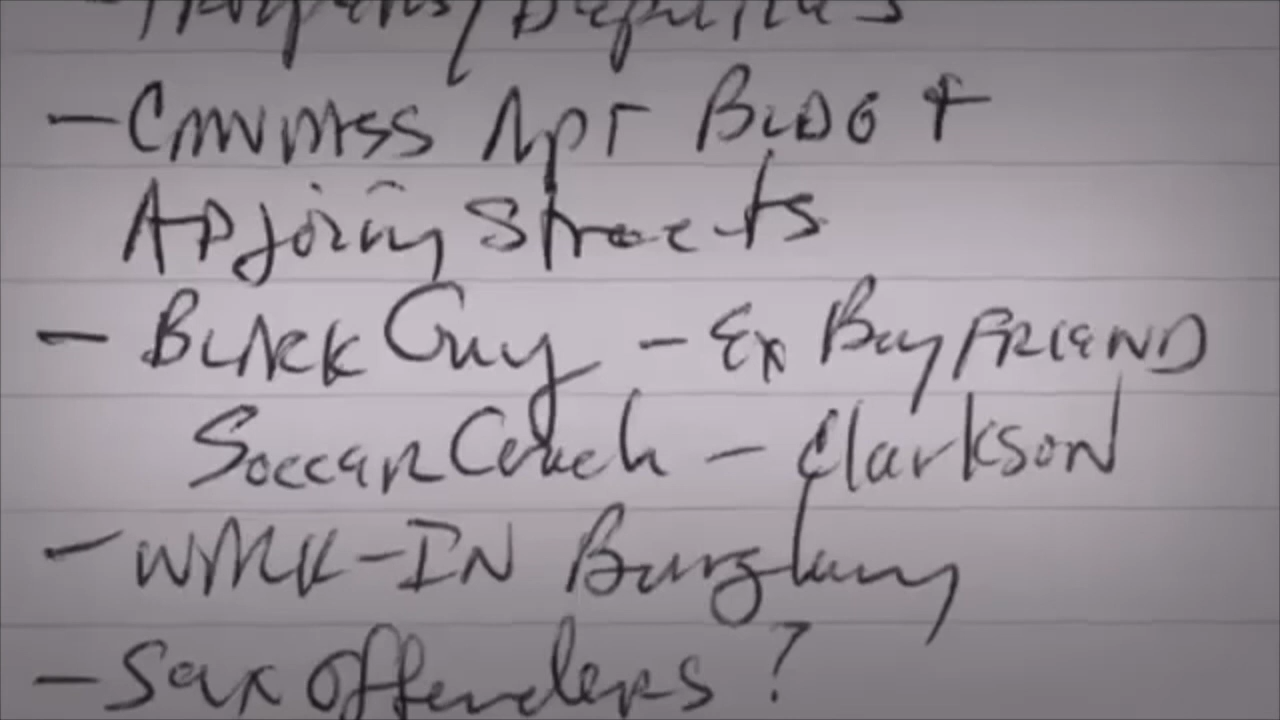 - CANVASS APT BLDG +
ADJoining Streets
- BLACK Guy - Ex BoyFRIEND
Soccer Coach - Clarkson
- WALK-IN Burglary
- Sex Offenders ?